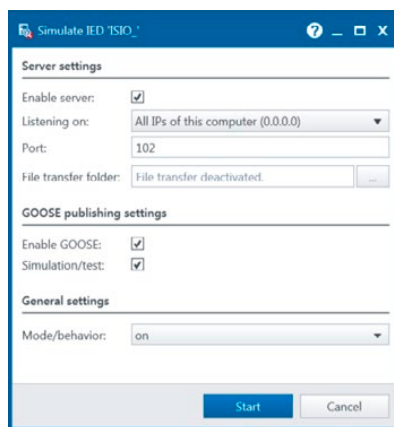 Simulate IED 'ISIO_'
Server settings
Enable server:
Listening on: All IPs of this computer (0.0.0.0)
Port: 102
File transfer folder: File transfer deactivated. ...
GOOSE publishing settings
Enable GOOSE:
Simulation/test:
General settings
Mode/behavior: on
Start Cancel